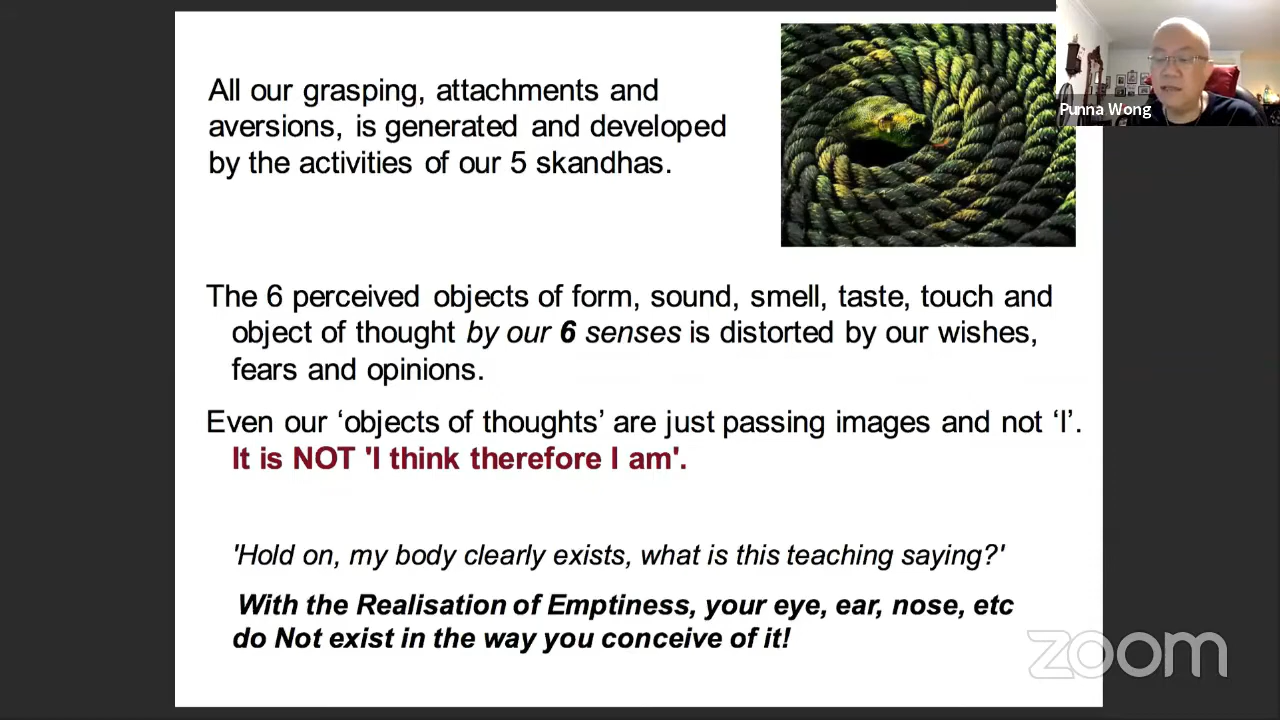 All our grasping, attachments and
aversions, is generated and developed
by the activities of our 5 skandhas.
Punna Wong
The 6 perceived objects of form, sound, smell, taste, touch and
object of thought by our 6 senses is distorted by our wishes,
fears and opinions.
Even our ‘objects of thoughts’ are just passing images and not ‘I’.
It is NOT 'I think therefore I am'.
'Hold on, my body clearly exists, what is this teaching saying?'
With the Realisation of Emptiness, your eye, ear, nose, etc
do Not exist in the way you conceive of it!
zoom